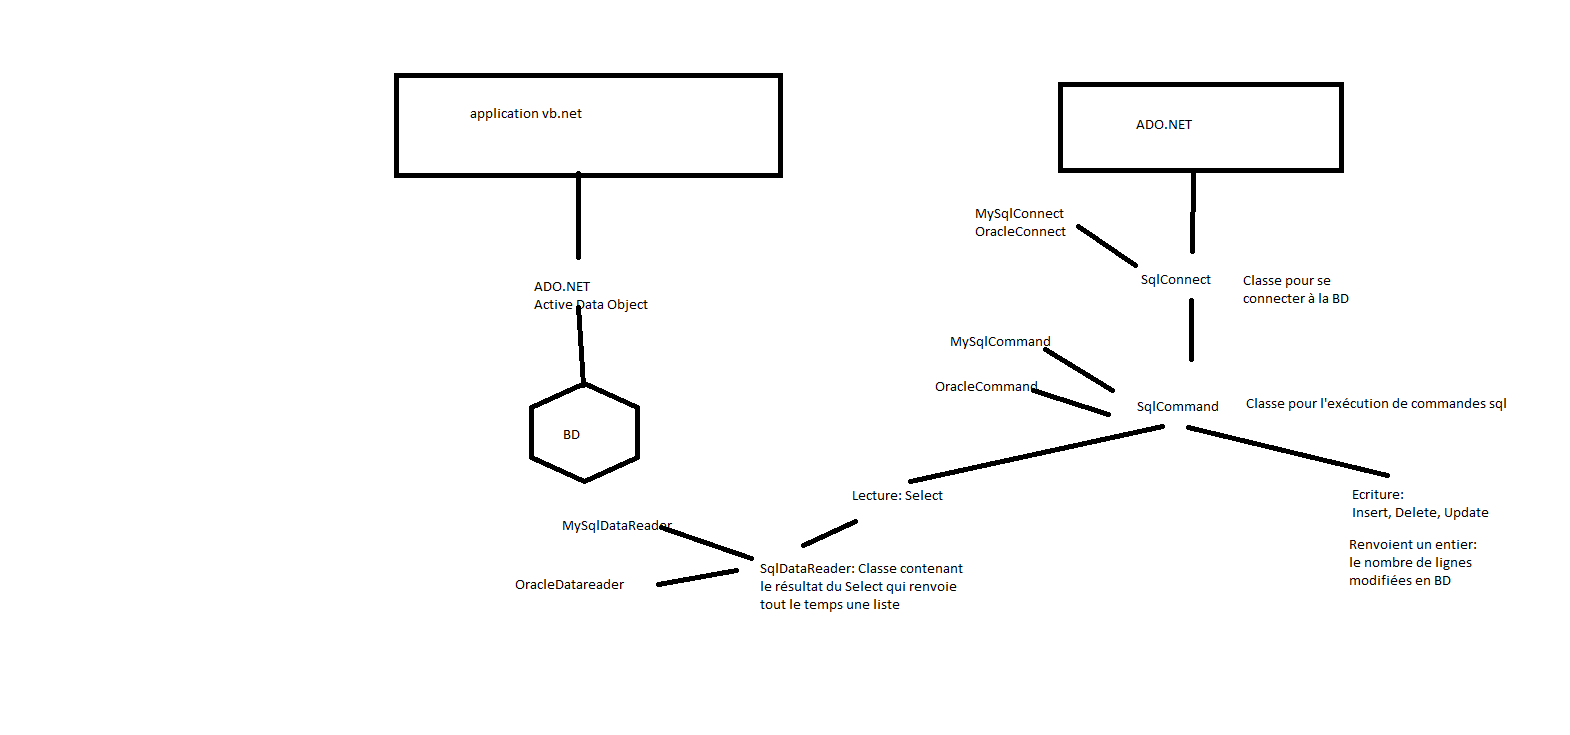 application vb.net
ADO.NET
Active Data Object
BD
ADO.NET
MySqlConnect
OracleConnect
SqlConnect
Classe pour se
connecter à la BD
MySqlCommand
OracleCommand
SqlCommand
Classe pour l'exécution de commandes sql
Lecture: Select
Ecriture:
Insert, Delete, Update
Renvoient un entier:
le nombre de lignes
modifiées en BD
MySqlDataReader
OracleDatareader
SqlDataReader: Classe contenant
le résultat du Select qui renvoie
tout le temps une liste